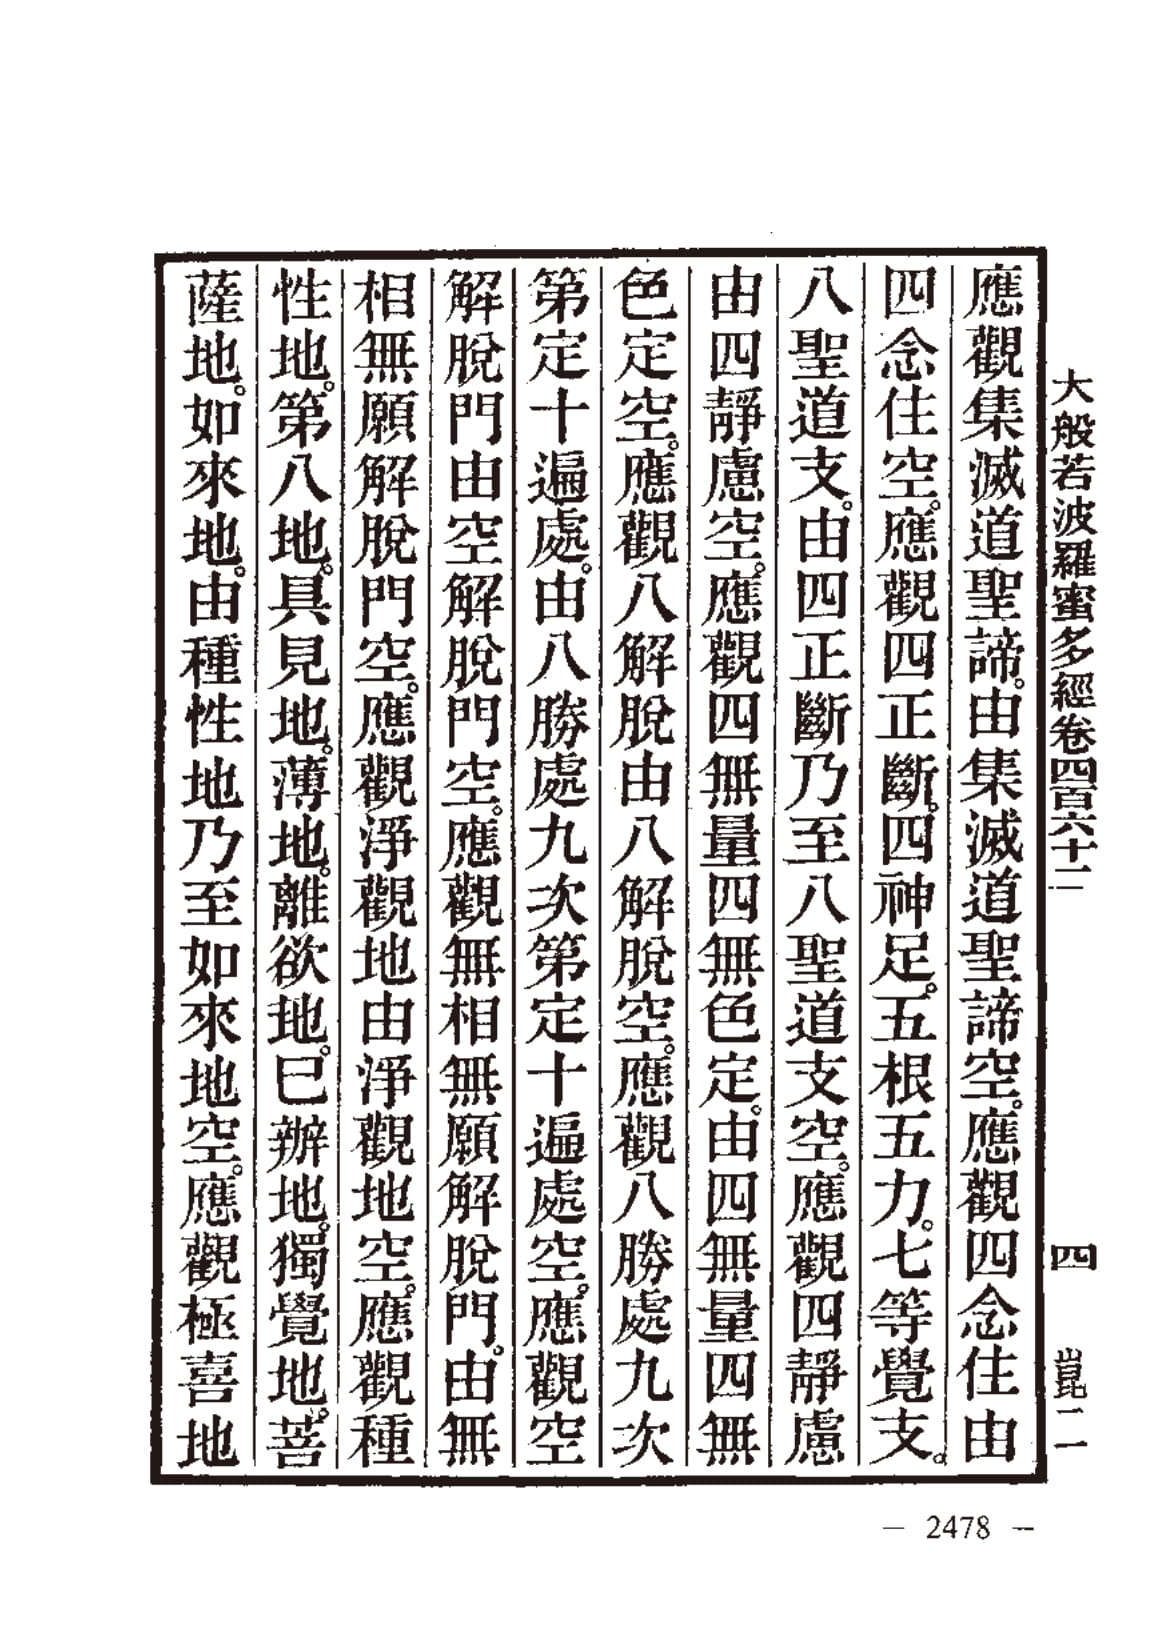 大般若波羅蜜多經卷四百六十二 四 崑二一
應觀集滅道聖諦。由集滅道聖諦空。應觀四念住由
四念住空。應觀四正斷。四神足。五根五力。七等覺支。
八聖道支。由四正斷乃至八聖道支空。應觀四靜慮
由四靜慮空。應觀四無量四無色定。由四無量四無
色定空。應觀八解脫由八解脫空。應觀八勝處九次
第定十遍處。由八勝處九次第定十遍處空。應觀空
解脫門由空解脫門空。應觀無相無願解脫門。由無
相無願解脫門空。應觀淨觀地由淨觀地空。應觀種
性地。第八地。具見地。薄地。離欲地。已辦地。獨覺地。菩
薩地。如來地。由種性地乃至如來地空。應觀極喜地
— 2478 —